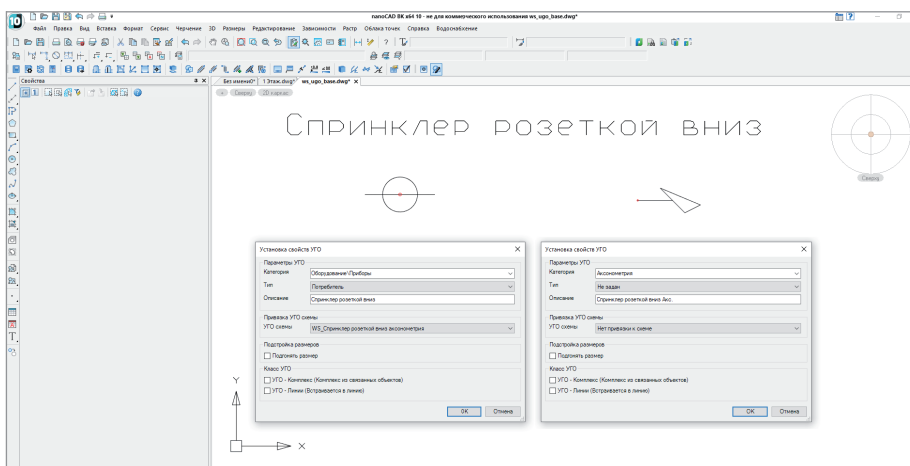 10
nanoCAD BK x64 10 - не для коммерческого использования ws_ugo_base.dwg*
Файл Правка Вид Вставка Формат Сервис Черчение 3D Размеры Редактирование Зависимости Растр Облака точек Справка Водоснабжение
Свойства
Без имени0* 1 Этаж.dwg* ws_ugo_base.dwg*
Сверху 2D каркас
Спринклер розеткой вниз
Сверху
Установка свойств УГО
Параметры УГО
Категория Оборудование\Приборы
Тип Потребитель
Описание Спринклер розеткой вниз
Привязка УГО схемы
УГО схемы WS_Спринклер розеткой вниз аксонометрия
Подстройка размеров
Подгонять размер
Класс УГО
УГО - Комплекс (Комплекс из связанных объектов)
УГО - Линии (Встраивается в линию)
OK Отмена
Установка свойств УГО
Параметры УГО
Категория Аксонометрия
Тип Не задан
Описание Спринклер розеткой вниз Акс.
Привязка УГО схемы
УГО схемы Нет привязки к схеме
Подстройка размеров
Подгонять размер
Класс УГО
УГО - Комплекс (Комплекс из связанных объектов)
УГО - Линии (Встраивается в линию)
OK Отмена
Y
X